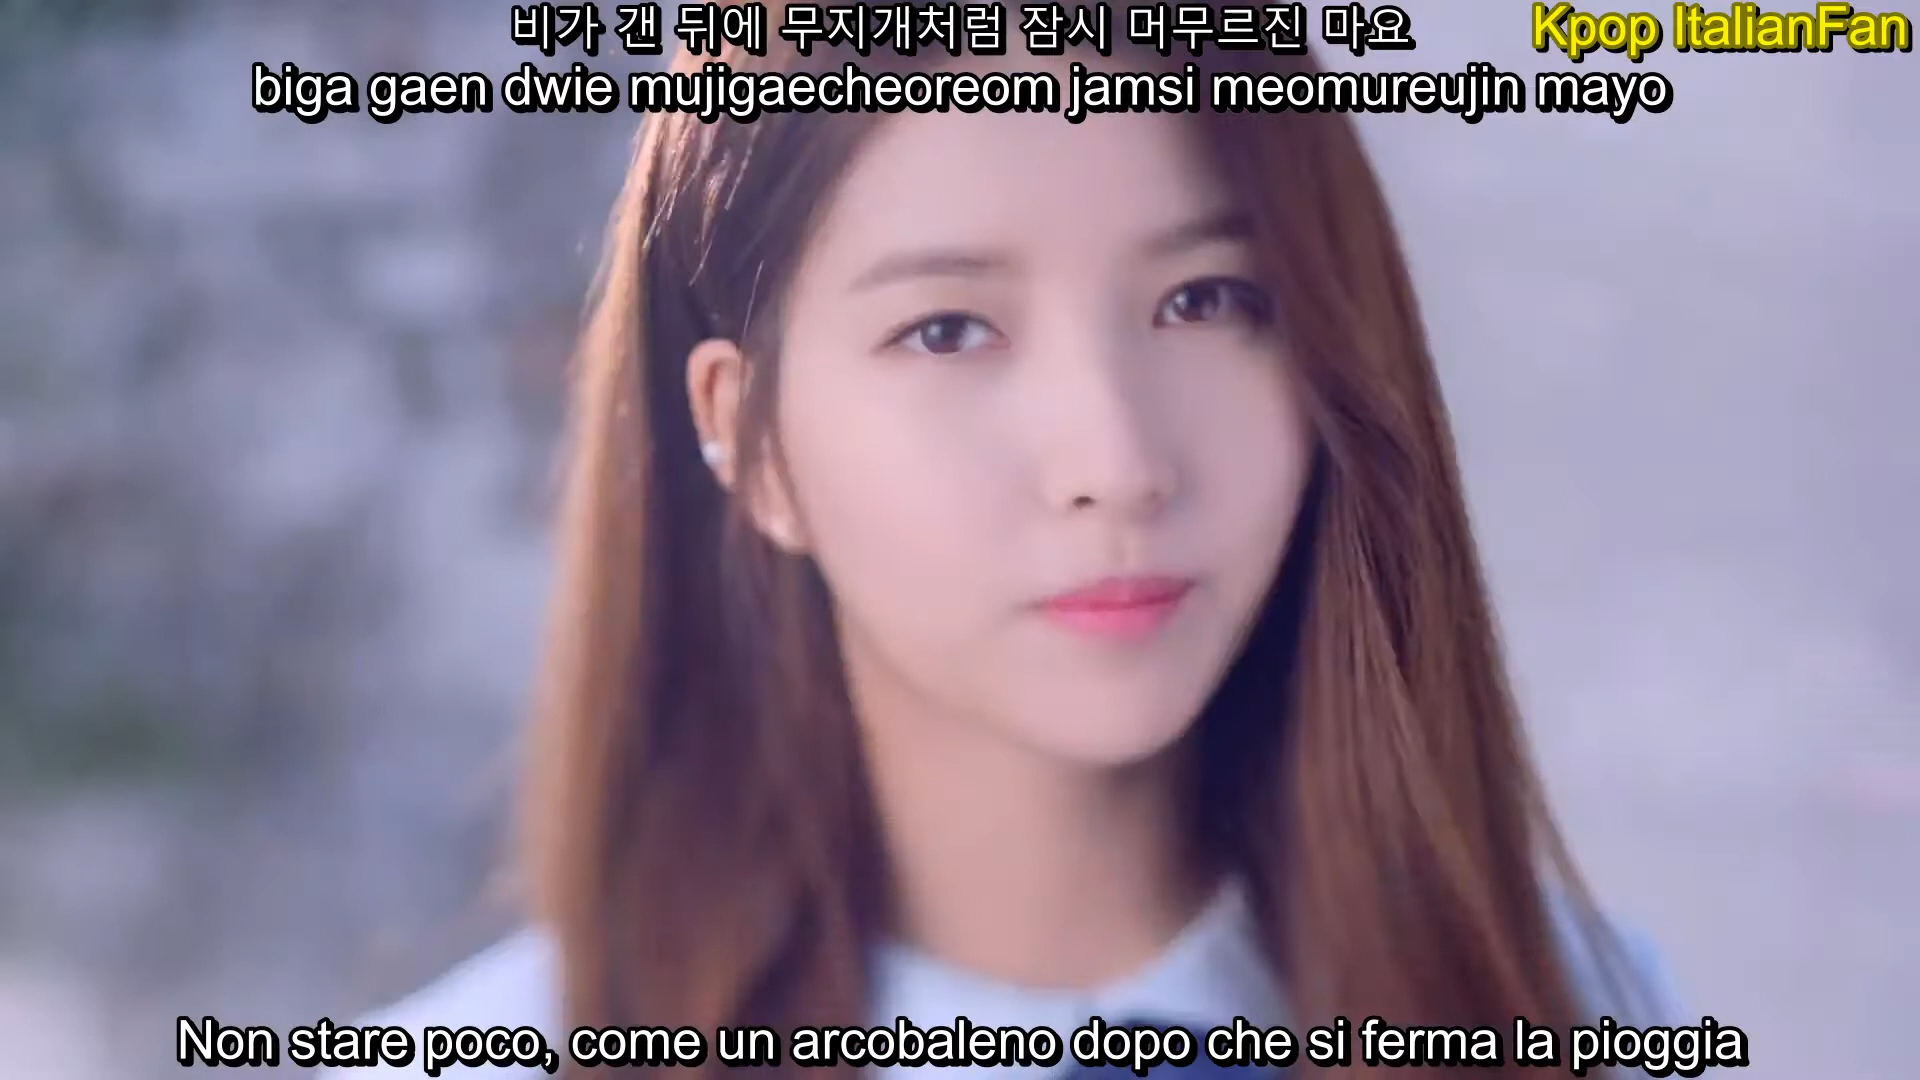 비가 갠 뒤에 무지개처럼 잠시 머무르진 마요
Kpop ItalianFan
biga gaen dwie mujigaecheoreom jamsi meomureujin mayo
Non stare poco, come un arcobaleno dopo che si ferma la pioggia